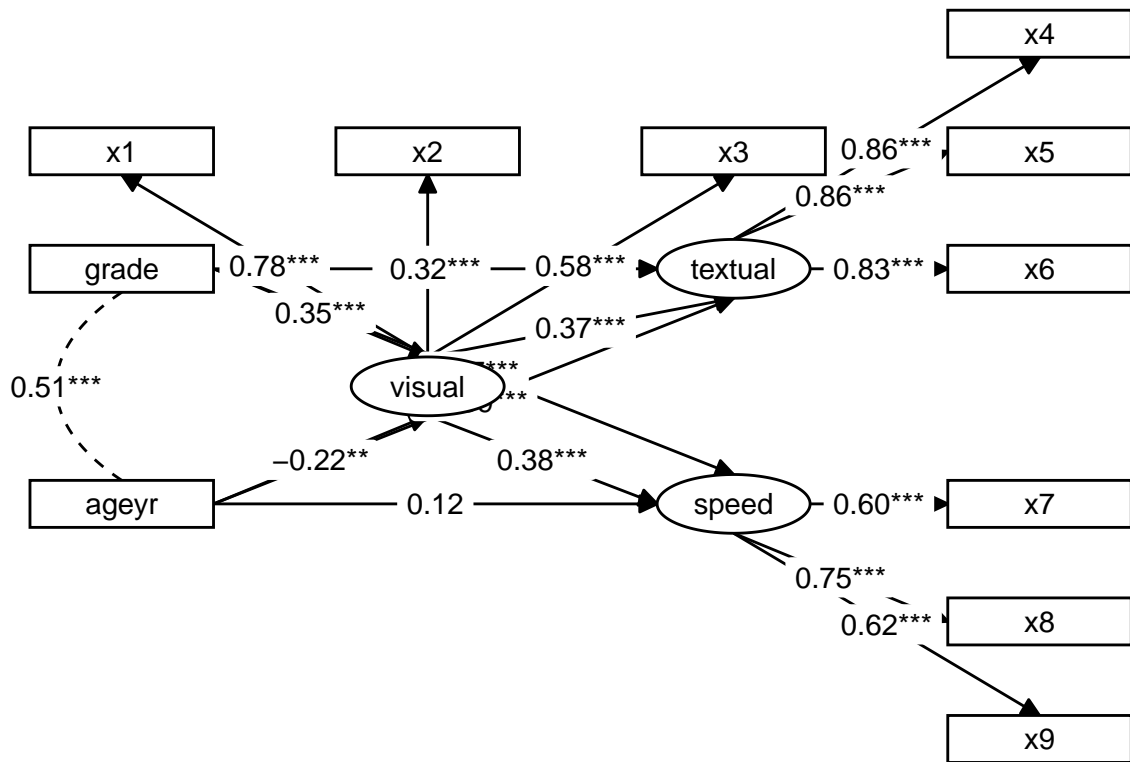 x4
x1
x2
x3
0.86***
x5
0.86***
grade
0.78***
0.32***
0.58***
textual
0.83***
x6
0.35***
0.37***
0.51***
visual
−0.22**
0.38***
ageyr
0.12
speed
0.60***
x7
0.75***
0.62***
x8
x9